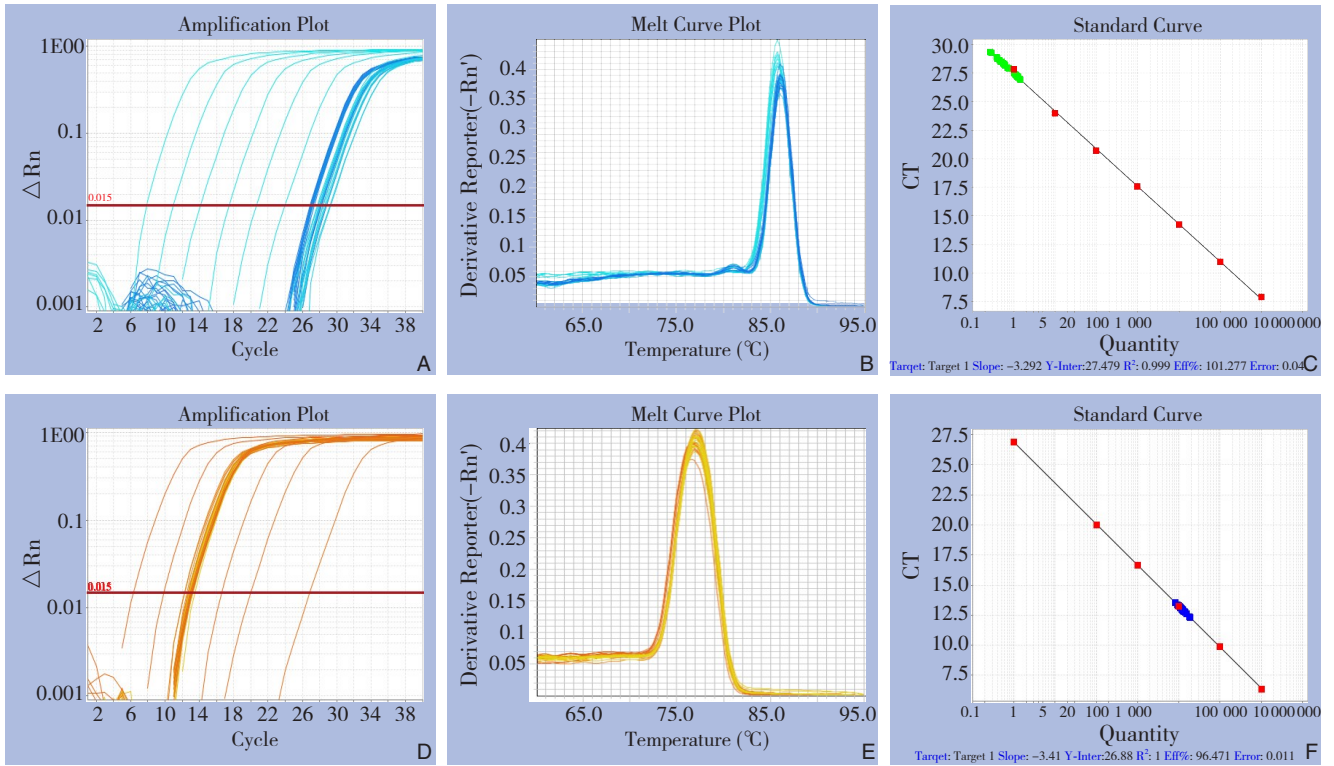 Amplification Plot
1E00
0.1
0.01
0.001
0.015
△Rn
2 6 10 14 18 22 26 30 34 38
Cycle
A
Melt Curve Plot
0.4
0.35
0.3
0.25
0.2
0.15
0.1
0.05
Derivative Reporter(−Rn')
65.0 75.0 85.0 95.0
Temperature (℃)
B
Standard Curve
30.0
27.5
25.0
22.5
20.0
17.5
15.0
12.5
10.0
7.5
CT
0.1 1 5 20 100 1 000 100 000 10 000 000
Quantity
Tarqet: Target 1 Slope: −3.292 Y-Inter:27.479 R²: 0.999 Eff%: 101.277 Error: 0.04
C
Amplification Plot
1E00
0.1
0.01
0.001
0.015
△Rn
2 6 10 14 18 22 26 30 34 38
Cycle
D
Melt Curve Plot
0.4
0.35
0.3
0.25
0.2
0.15
0.1
0.05
Derivative Reporter(−Rn')
65.0 75.0 85.0 95.0
Temperature (℃)
E
Standard Curve
27.5
25.0
22.5
20.0
17.5
15.0
12.5
10.0
7.5
CT
0.1 1 5 20 100 1 000 100 000 10 000 000
Quantity
Tarqet: Target 1 Slope: −3.41 Y-Inter:26.88 R²: 1 Eff%: 96.471 Error: 0.011
F